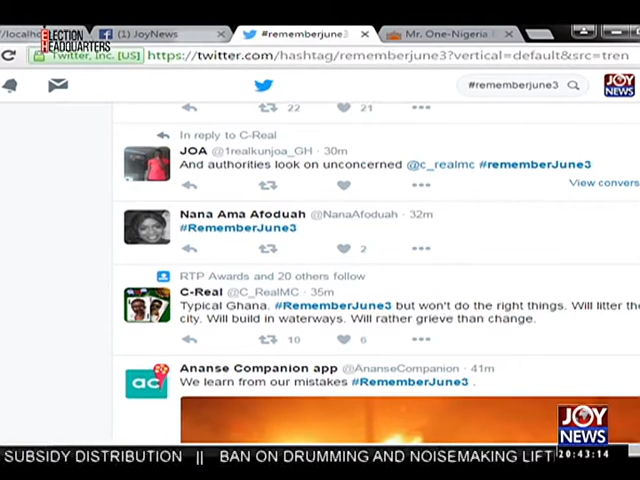 ELECTION
HEADQUARTERS
(1) JoyNews
#rememberjune3
Mr. One-Nigeria
Twitter, Inc. [US]
https://twitter.com/hashtag/rememberjune3?vertical=default&src=tren
#rememberjune3
JOY
NEWS
22
21
In reply to C-Real
JOA @1realkunjoa_GH · 30m
And authorities look on unconcerned @c_realmc #rememberJune3
View convers
Nana Ama Afoduah @NanaAfoduah · 32m
#RememberJune3
2
RTP Awards and 20 others follow
C-Real @C_RealMC · 35m
Typical Ghana. #RememberJune3 but won't do the right things. Will litter the
city. Will build in waterways. Will rather grieve than change.
10
6
ac
Ananse Companion app @AnanseCompanion · 41m
We learn from our mistakes #RememberJune3 .
JOY
NEWS
20:43:14
SUBSIDY DISTRIBUTION || BAN ON DRUMMING AND NOISEMAKING LIFT